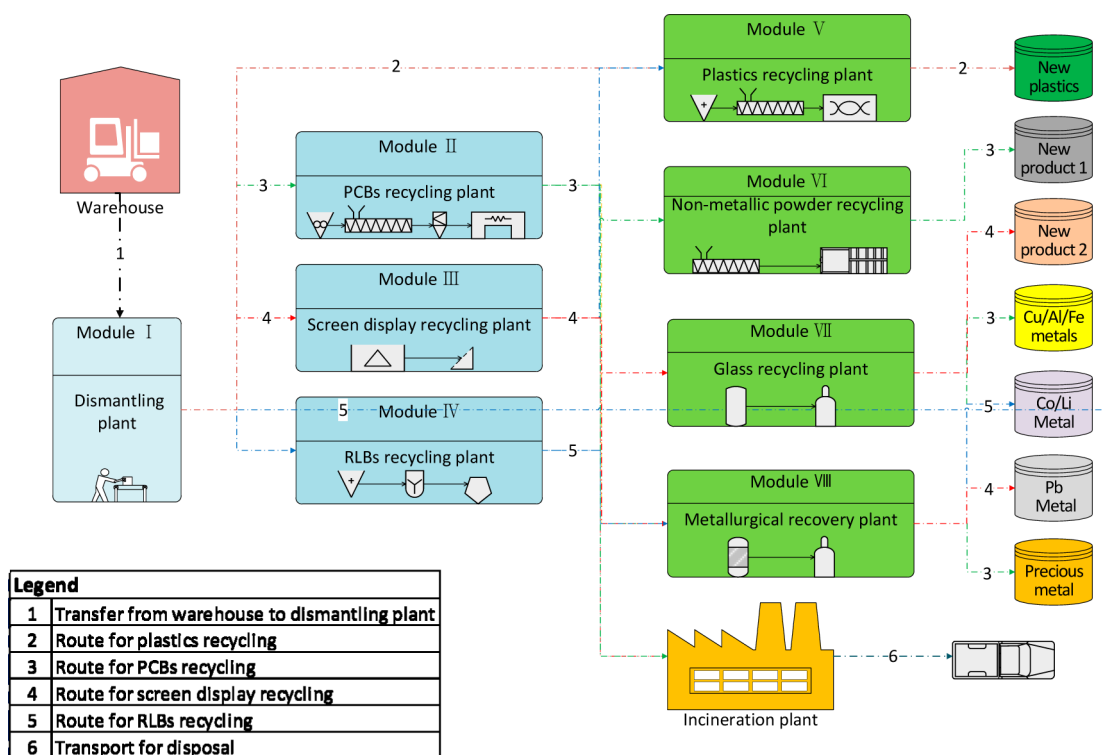 Module Ⅴ
Plastics recycling plant
2
2
New
plastics
Module Ⅱ
PCBs recycling plant
3
3
3
New
product 1
Warehouse
1
Module Ⅵ
Non-metallic powder recycling
plant
4
New
product 2
Module Ⅲ
Screen display recycling plant
4
4
3
Cu/Al/Fe
metals
Module Ⅰ
Dismantling
plant
Module Ⅶ
Glass recycling plant
5
Module Ⅳ
RLBs recycling plant
5
5
Co/Li
Metal
Module Ⅷ
Metallurgical recovery plant
4
Pb
Metal
3
Precious
metal
6
Incineration plant
Legend
1 Transfer from warehouse to dismantling plant
2 Route for plastics recycling
3 Route for PCBs recycling
4 Route for screen display recycling
5 Route for RLBs recycling
6 Transport for disposal